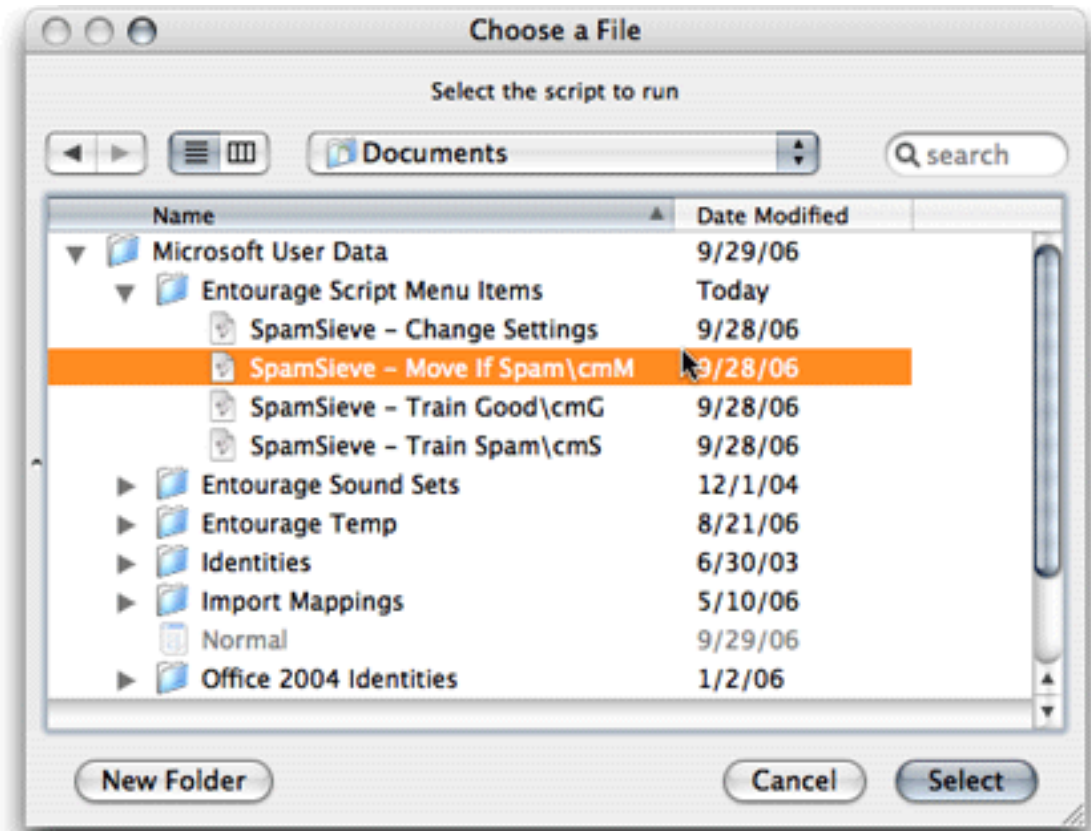 Choose a File
Select the script to run
Documents
search
Name Date Modified
Microsoft User Data 9/29/06
Entourage Script Menu Items Today
SpamSieve – Change Settings 9/28/06
SpamSieve – Move If Spam\cmM 9/28/06
SpamSieve – Train Good\cmG 9/28/06
SpamSieve – Train Spam\cmS 9/28/06
Entourage Sound Sets 12/1/04
Entourage Temp 8/21/06
Identities 6/30/03
Import Mappings 5/10/06
Normal 9/29/06
Office 2004 Identities 1/2/06
New Folder Cancel Select